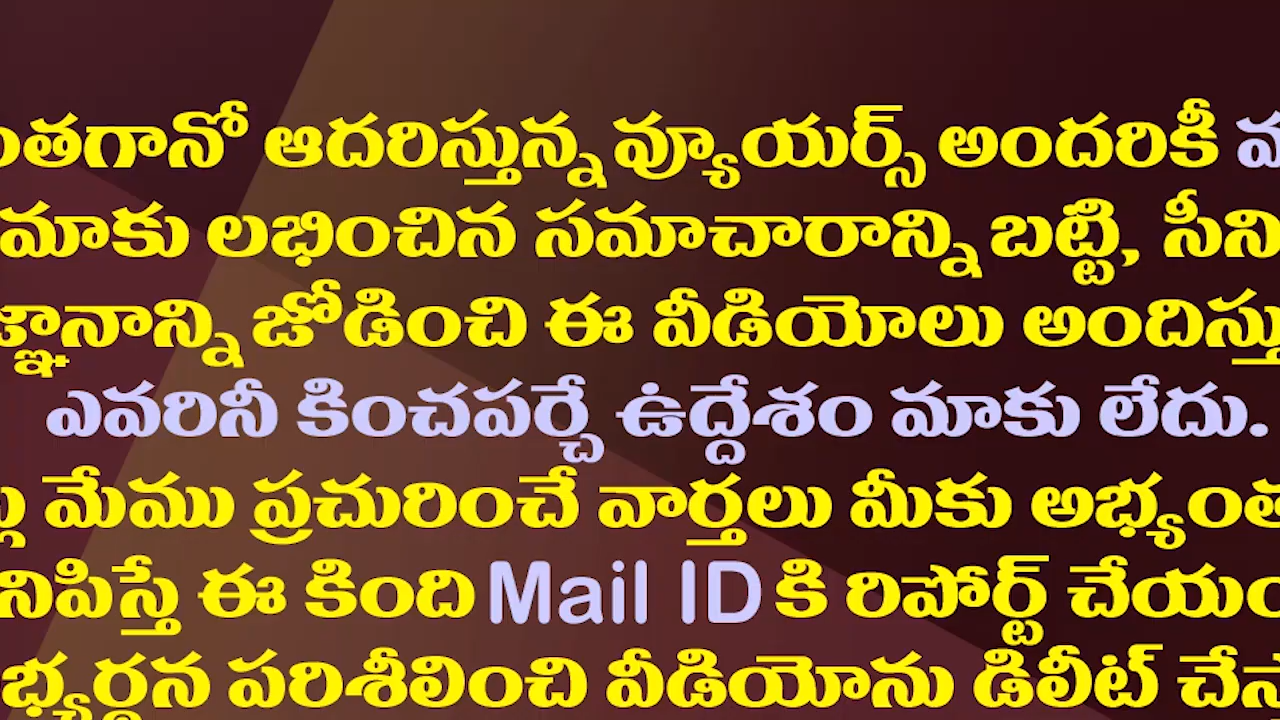 ంతగానో ఆదరిస్తున్న వ్యూయర్స్ అందరికీ
మాకు లభించిన సమాచారాన్ని బట్టి, సీని
జ్ఞానాన్ని జోడించి ఈ వీడియోలు అందిస్తు
ఎవరినీ కించపర్చే ఉద్దేశం మాకు లేదు.
మేము ప్రచురించే వార్తలు మీకు అభ్యంత
నిపిస్తే ఈ కింది Mail ID కి రిపోర్ట్ చేయం
భ్యర్థన పరిశీలించి వీడియోను డిలీట్ చేస